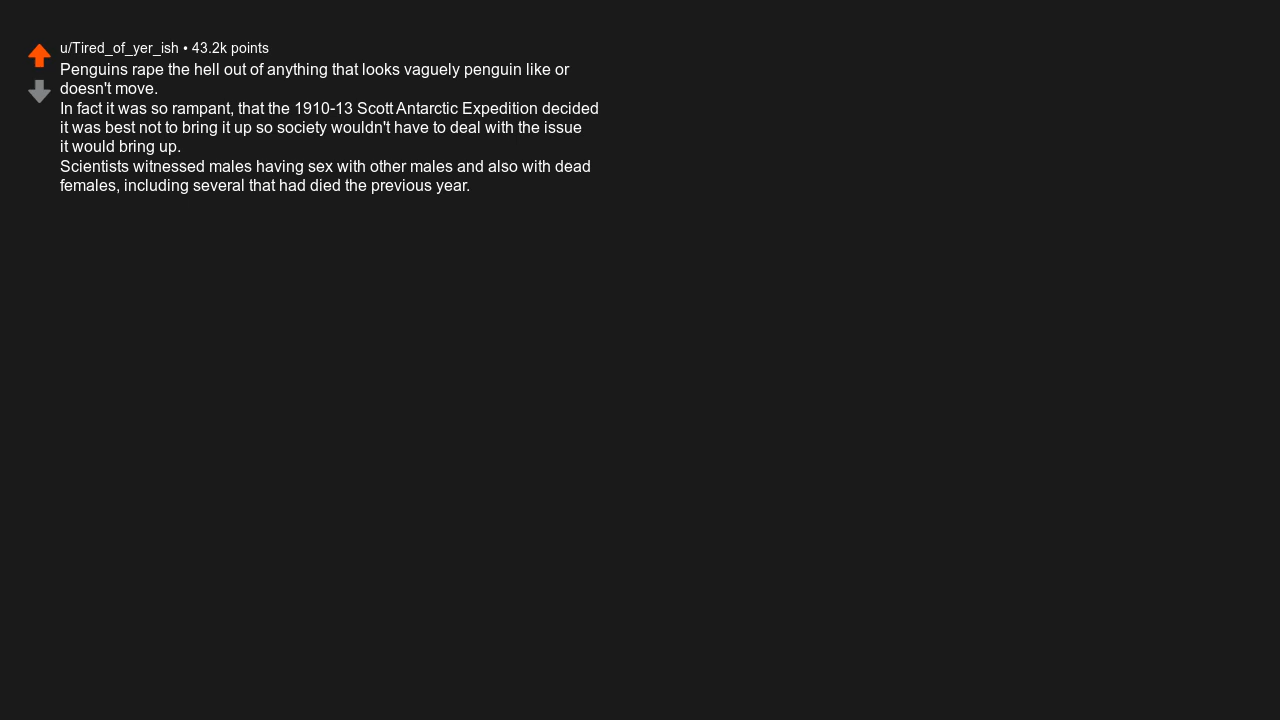 u/Tired_of_yer_ish • 43.2k points
Penguins rape the hell out of anything that looks vaguely penguin like or
doesn't move.
In fact it was so rampant, that the 1910-13 Scott Antarctic Expedition decided
it was best not to bring it up so society wouldn't have to deal with the issue
it would bring up.
Scientists witnessed males having sex with other males and also with dead
females, including several that had died the previous year.